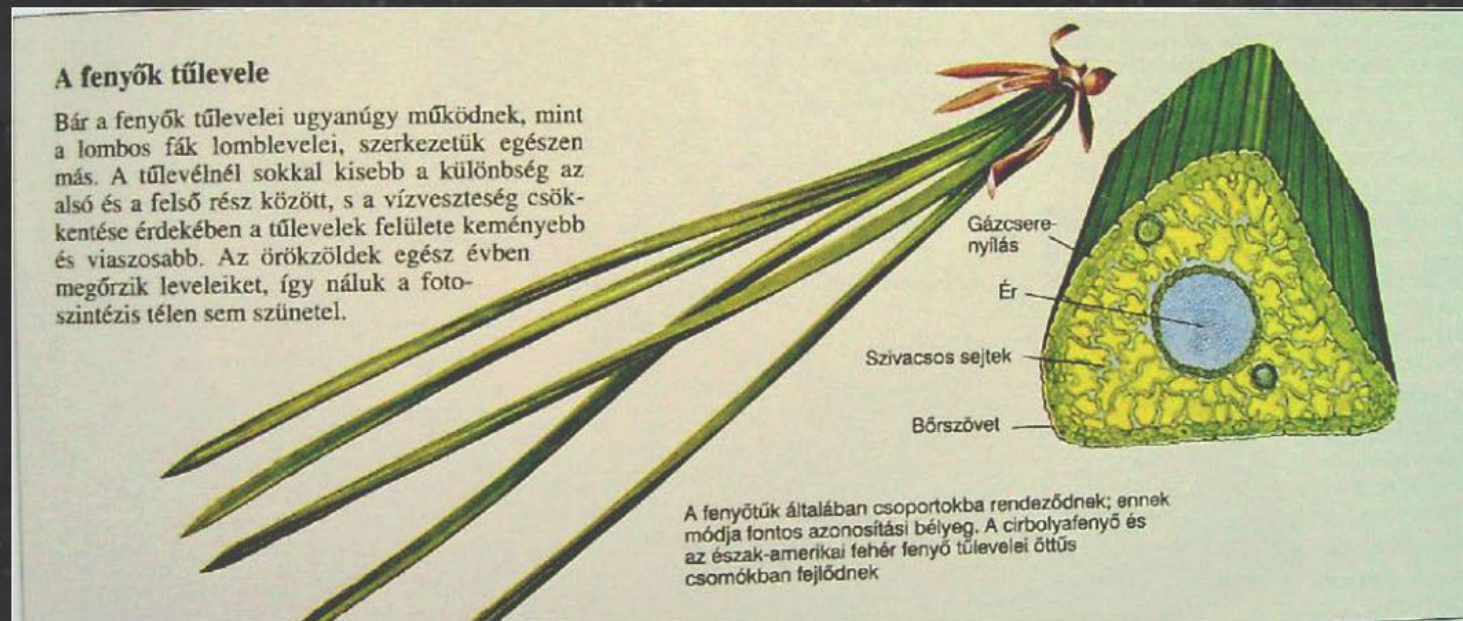 A fenyők tűlevele
Bár a fenyők tűlevelei ugyanúgy működnek, mint
a lombos fák lomblevelei, szerkezetük egészen
más. A tűlevélnél sokkal kisebb a különbség az
alsó és a felső rész között, s a vízveszteség csök-
kentése érdekében a tűlevelek felülete keményebb
és viaszosabb. Az örökzöldek egész évben
megőrzik leveleiket, így náluk a foto-
szintézis télen sem szünetel.
Gázcsere-
nyílás
Ér
Szivacsos sejtek
Bőrszövet
A fenyőtűk általában csoportokba rendeződnek; ennek
módja fontos azonosítási bélyeg. A cirbolyafenyő és
az észak-amerikai fehér fenyő tűlevelei öttűs
csomókban fejlődnek